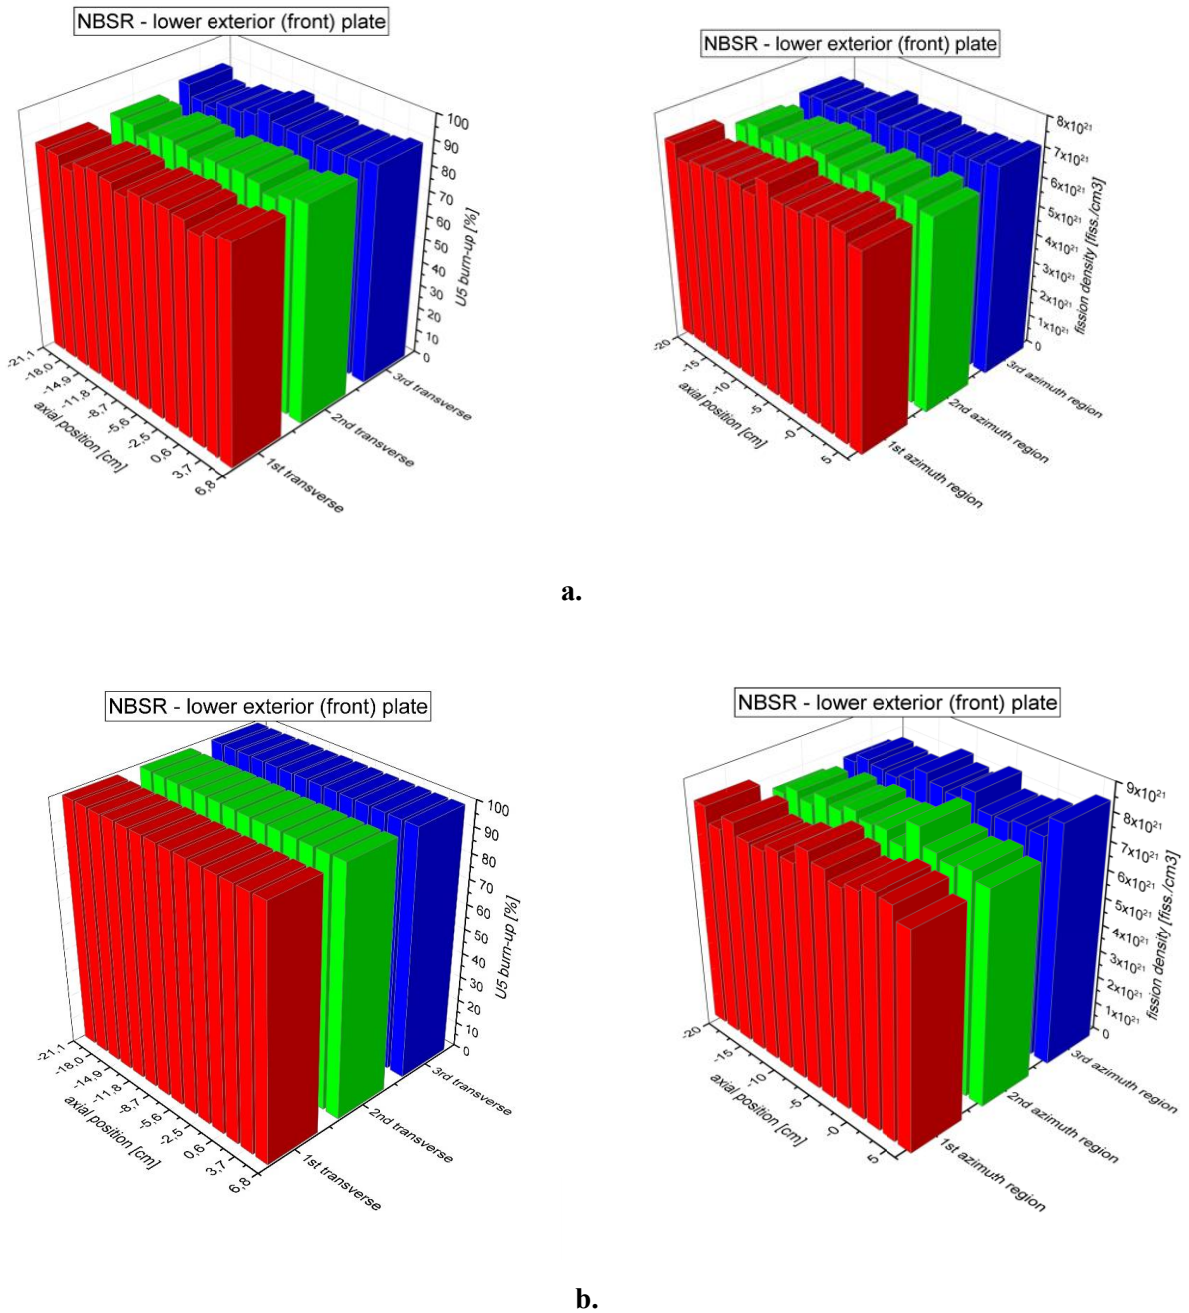 NBSR - lower exterior (front) plate
100
90
80
70
60
50
40
30
20
10
0
U5 burn-up [%]
-21,1
-18,0
-14,9
-11,8
-8,7
-5,6
-2,5
0,6
3,7
6,8
axial position [cm]
1st transverse
2nd transverse
3rd transverse
NBSR - lower exterior (front) plate
8x10²¹
7x10²¹
6x10²¹
5x10²¹
4x10²¹
3x10²¹
2x10²¹
1x10²¹
0
fission density [fiss./cm3]
-20
-15
-10
-5
-0
5
axial position [cm]
1st azimuth region
2nd azimuth region
3rd azimuth region
a.
NBSR - lower exterior (front) plate
100
90
80
70
60
50
40
30
20
10
0
U5 burn-up [%]
-21,1
-18,0
-14,9
-11,8
-8,7
-5,6
-2,5
0,6
3,7
6,8
axial position [cm]
1st transverse
2nd transverse
3rd transverse
NBSR - lower exterior (front) plate
9x10²¹
8x10²¹
7x10²¹
6x10²¹
5x10²¹
4x10²¹
3x10²¹
2x10²¹
1x10²¹
0
fission density [fiss./cm3]
-20
-15
-10
-5
-0
5
axial position [cm]
1st azimuth region
2nd azimuth region
3rd azimuth region
b.